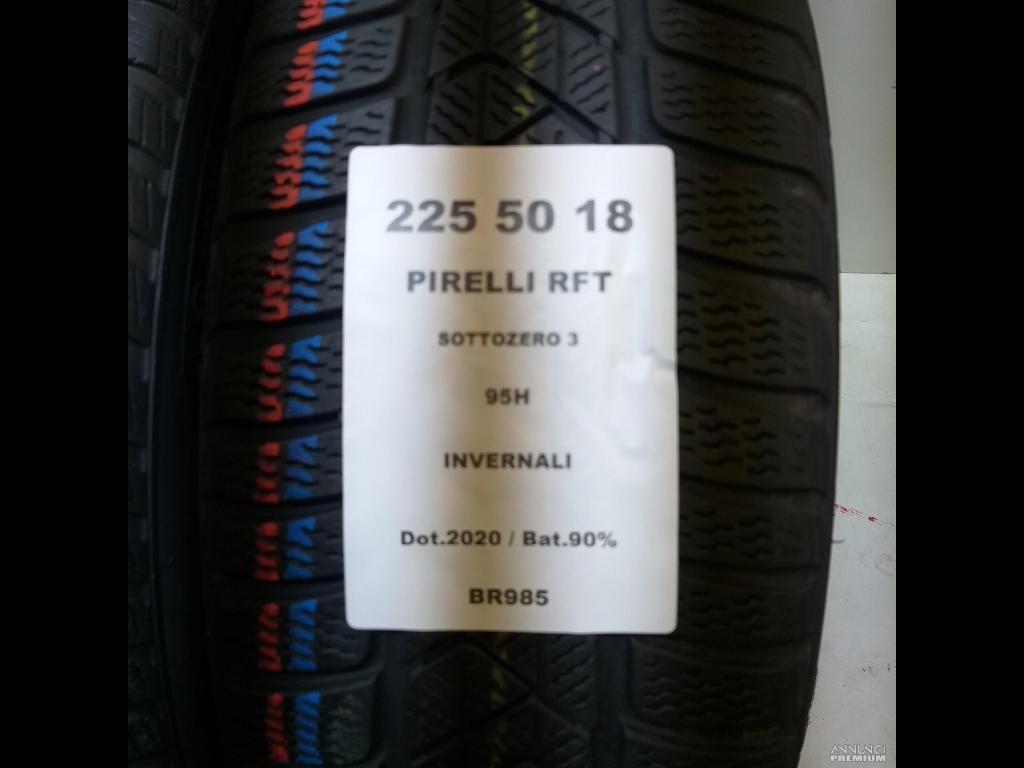 225 50 18
PIRELLI RFT
SOTTOZERO 3
95H
INVERNALI
Dot.2020 / Bat.90%
BR985
ANNUNCI
PREMIUM